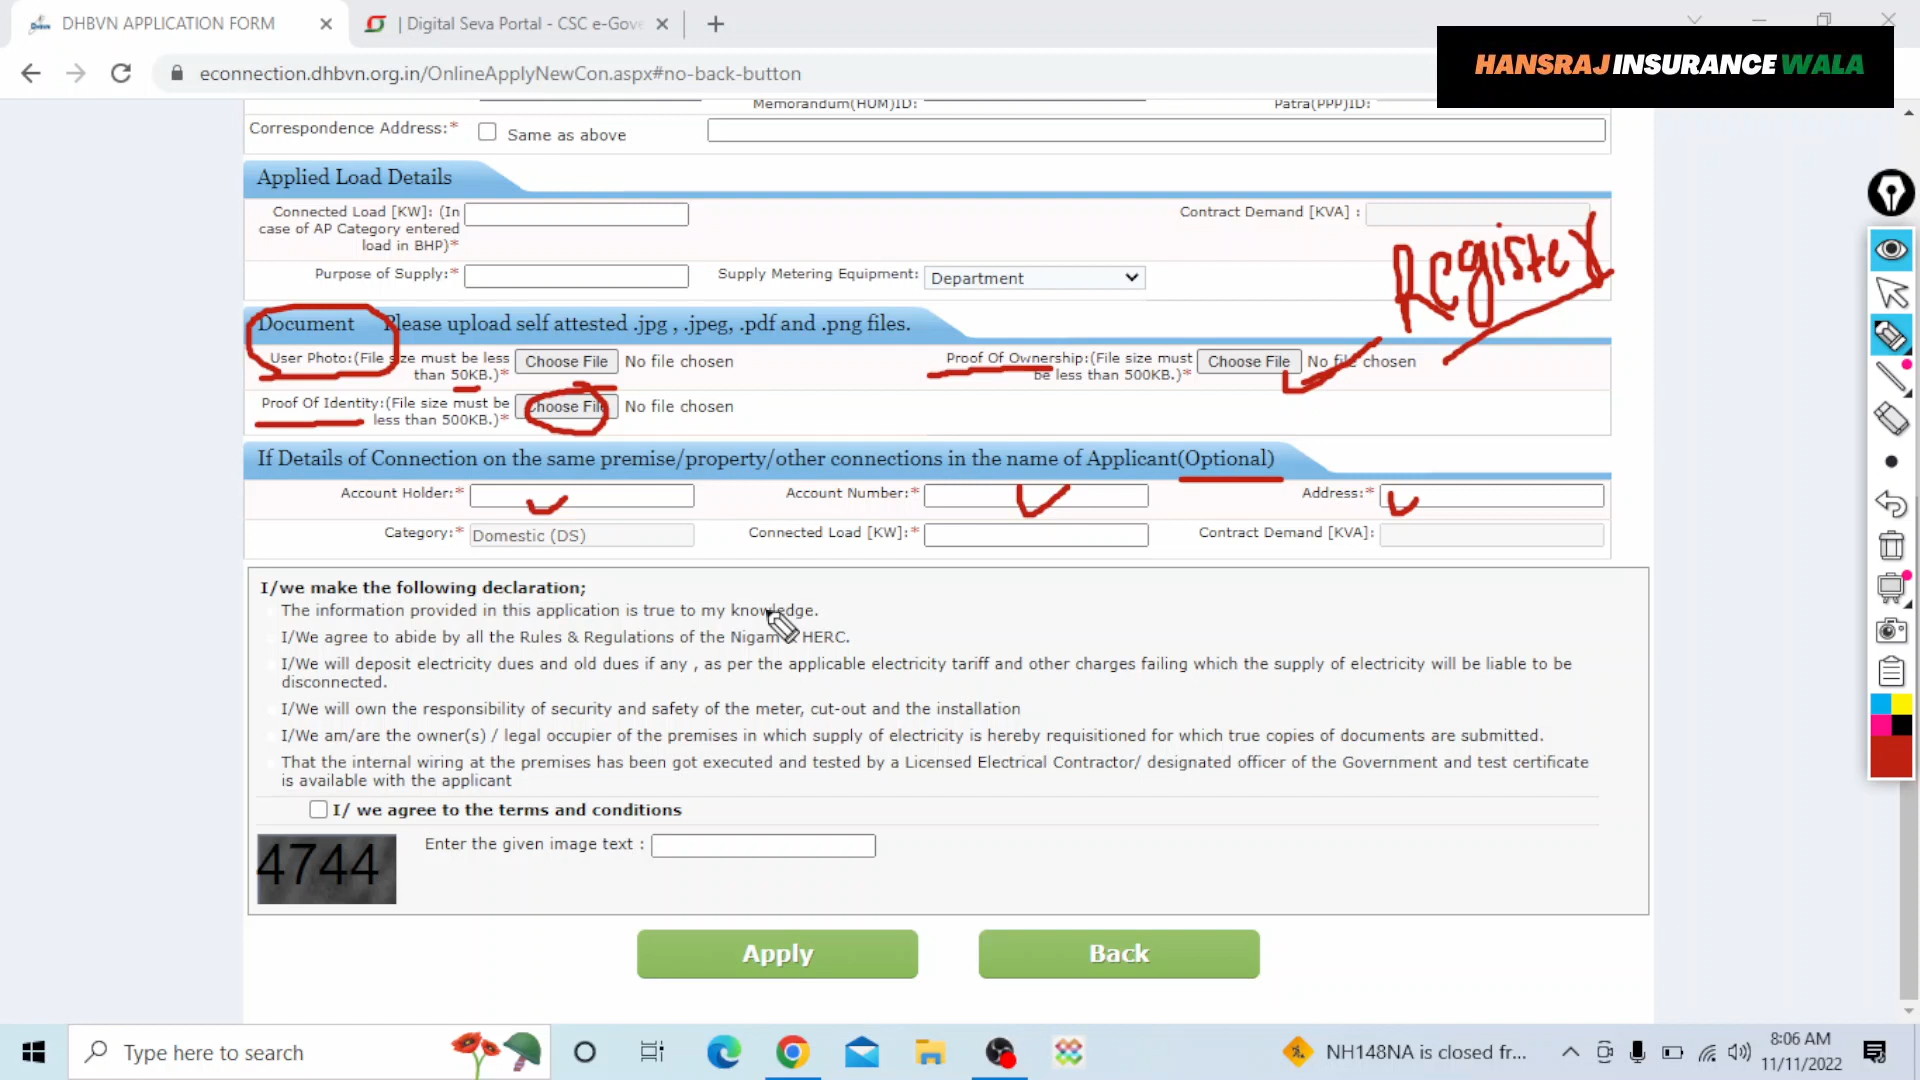 DHBVN APPLICATION FORM
| Digital Seva Portal - CSC e-Gove
econnection.dhbvn.org.in/OnlineApplyNewCon.aspx#no-back-button
HANSRAJ INSURANCE WALA
Memorandum(HUM)ID:
Patra(PPP)ID:
Correspondence Address:*
Same as above
Applied Load Details
Connected Load [KW]: (In
case of AP Category entered
load in BHP)*
Contract Demand [KVA] :
Purpose of Supply:*
Supply Metering Equipment:
Department
Register
Document
Please upload self attested .jpg , .jpeg, .pdf and .png files.
User Photo:(File size must be less
than 50KB.)*
Choose File
No file chosen
Proof Of Ownership:(File size must
be less than 500KB.)*
Choose File
No file chosen
Proof Of Identity:(File size must be
less than 500KB.)*
Choose File
No file chosen
If Details of Connection on the same premise/property/other connections in the name of Applicant(Optional)
Account Holder:*
Account Number:*
Address:*
Category:*
Domestic (DS)
Connected Load [KW]:*
Contract Demand [KVA]:
I/we make the following declaration;
The information provided in this application is true to my knowledge.
I/We agree to abide by all the Rules & Regulations of the Nigam & HERC.
I/We will deposit electricity dues and old dues if any , as per the applicable electricity tariff and other charges failing which the supply of electricity will be liable to be
disconnected.
I/We will own the responsibility of security and safety of the meter, cut-out and the installation
I/We am/are the owner(s) / legal occupier of the premises in which supply of electricity is hereby requisitioned for which true copies of documents are submitted.
That the internal wiring at the premises has been got executed and tested by a Licensed Electrical Contractor/ designated officer of the Government and test certificate
is available with the applicant
I/ we agree to the terms and conditions
4744
Enter the given image text :
Apply
Back
Type here to search
NH148NA is closed fr...
8:06 AM
11/11/2022